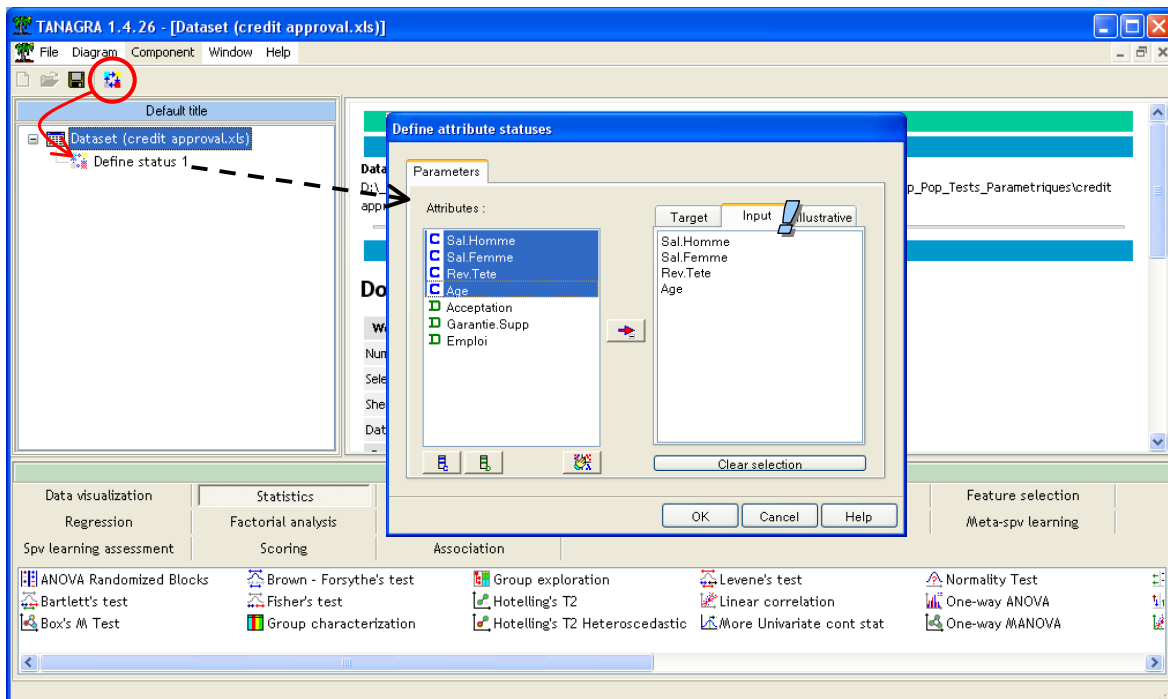 TANAGRA 1.4.26 - [Dataset (credit approval.xls)]
File Diagram Component Window Help
Default title
Dataset (credit approval.xls)
Define status 1
Define attribute statuses
Parameters
Attributes :
Target Input Illustrative
Sal.Homme
Sal.Femme
Rev.Tete
Age
Acceptation
Garantie.Supp
Emploi
Sal.Homme
Sal.Femme
Rev.Tete
Age
Clear selection
OK Cancel Help
Data
D:\_
p_Pop_Tests_Parametriques\credit
appr
Do
Nun
Sele
She
Dat
Data visualization Statistics Feature selection
Regression Factorial analysis Meta-spv learning
Spv learning assessment Scoring Association
ANOVA Randomized Blocks Brown - Forsythe's test Group exploration Levene's test Normality Test
Bartlett's test Fisher's test Hotelling's T2 Linear correlation One-way ANOVA
Box's M Test Group characterization Hotelling's T2 Heteroscedastic More Univariate cont stat One-way MANOVA